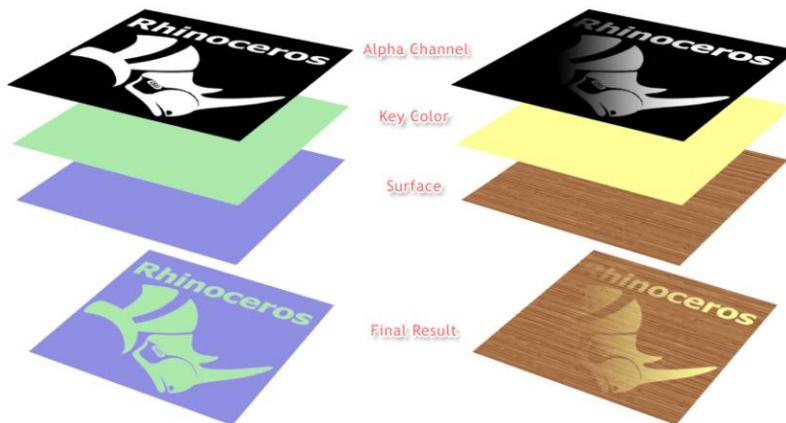 Rhinoceros
Alpha Channel
Rhinoceros
Key Color
Surface
Rhinoceros
Final Result
Rhinoceros